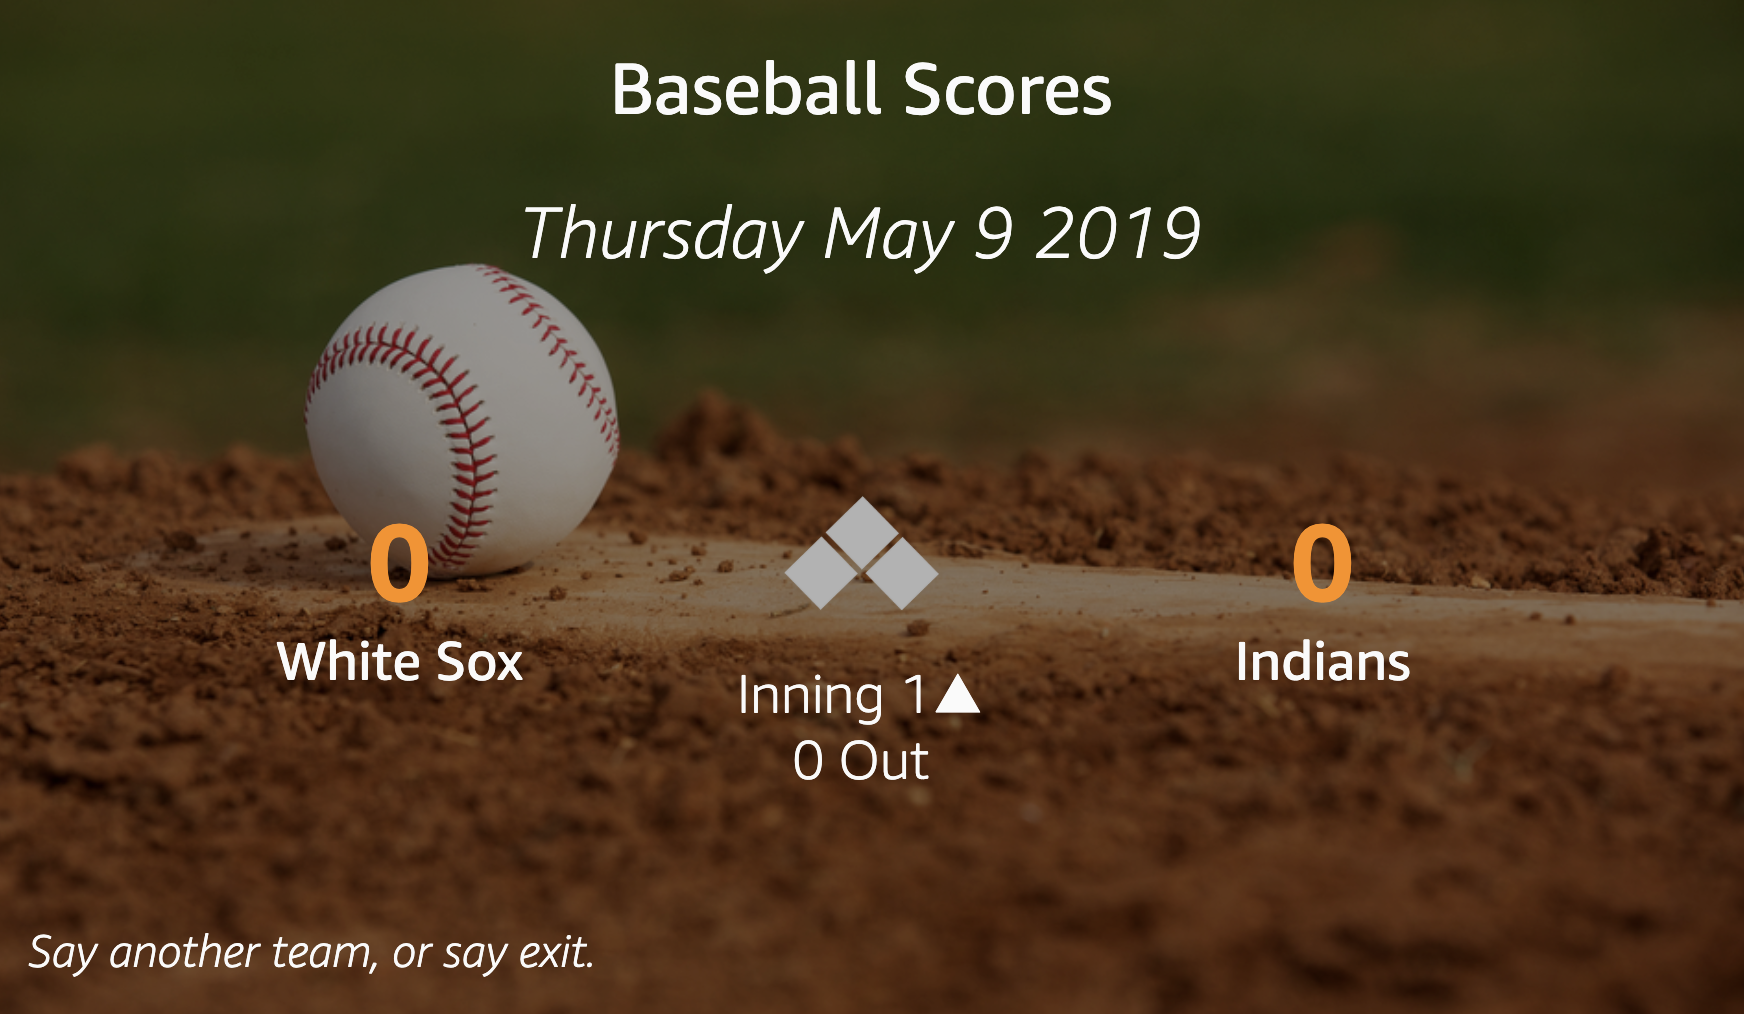 Baseball Scores
Thursday May 9 2019
0
0
White Sox
Indians
Inning 1▲
0 Out
Say another team, or say exit.